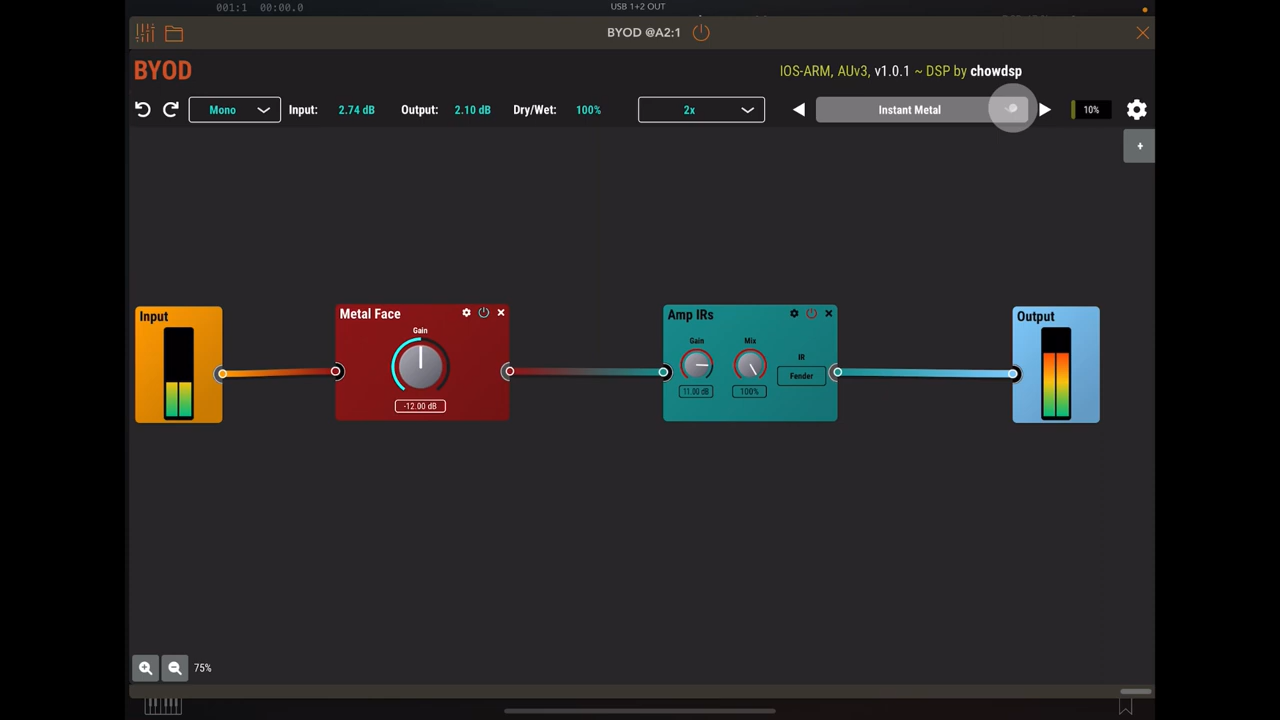 001:1 00:00.0 USB 1+2 OUT
BYOD @A2:1
BYOD IOS-ARM, AUv3, v1.0.1 ~ DSP by chowdsp
Mono Input: 2.74 dB Output: 2.10 dB Dry/Wet: 100% 2x Instant Metal 10%
+
Input
Metal Face
Gain
-12.00 dB
Amp IRs
Gain Mix IR
Fender
11.00 dB 100%
Output
75%